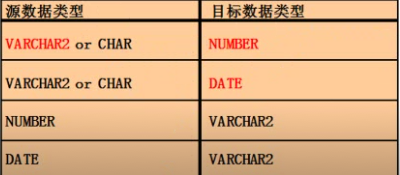 源数据类型 目标数据类型
VARCHAR2 or CHAR NUMBER
VARCHAR2 or CHAR DATE
NUMBER VARCHAR2
DATE VARCHAR2